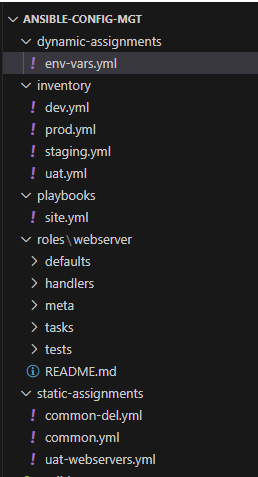 ANSIBLE-CONFIG-MGT
dynamic-assignments
! env-vars.yml
inventory
! dev.yml
! prod.yml
! staging.yml
! uat.yml
playbooks
! site.yml
roles\webserver
defaults
handlers
meta
tasks
tests
README.md
static-assignments
! common-del.yml
! common.yml
! uat-webservers.yml